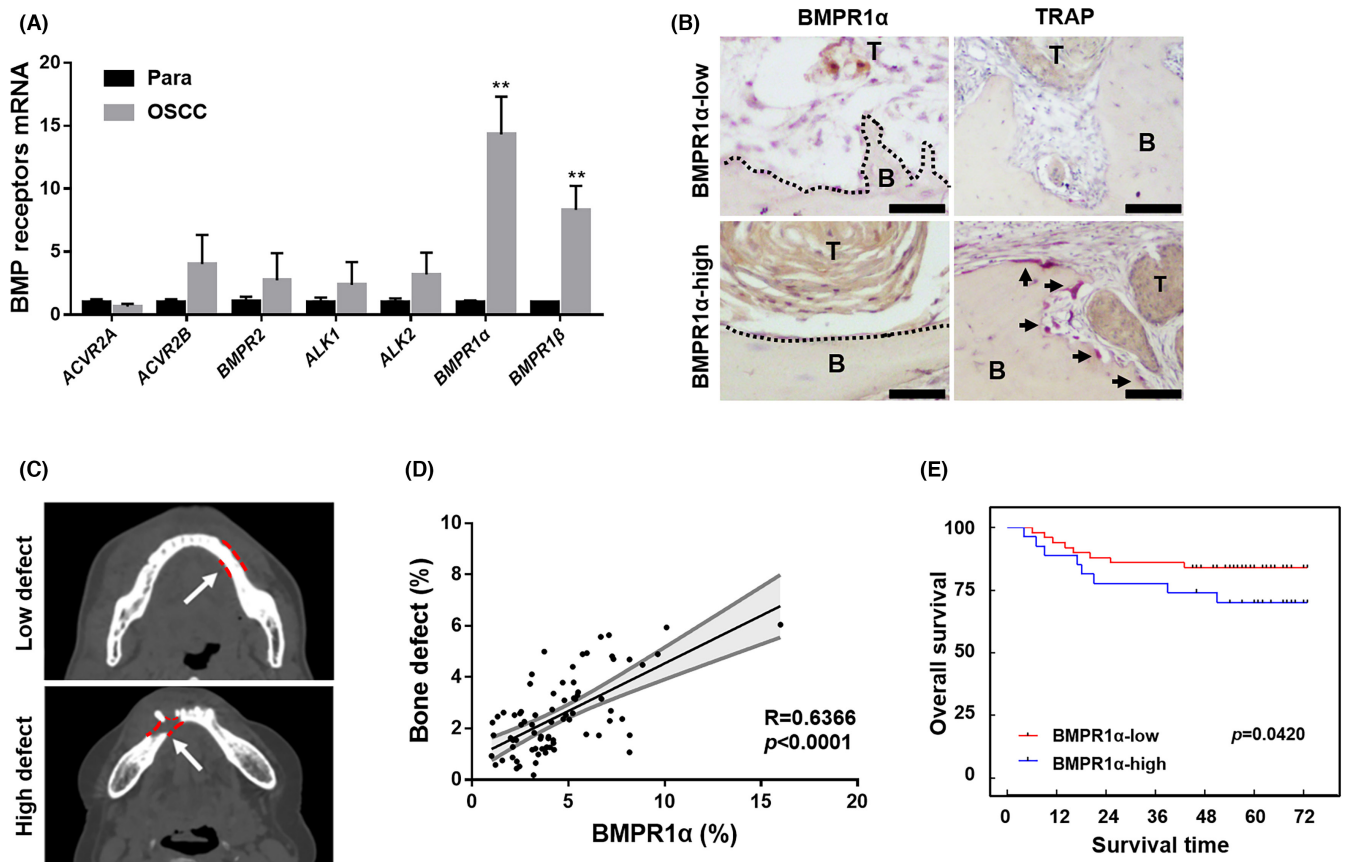 (A)
BMP receptors mRNA
20
15
10
5
0
Para
OSCC
**
**
ACVR2A
ACVR2B
BMPR2
ALK1
ALK2
BMPR1α
BMPR1β
(B)
BMPR1α
TRAP
BMPR1α-low
BMPR1α-high
T
B
T
B
T
B
T
B
(C)
Low defect
High defect
(D)
Bone defect (%)
10
8
6
4
2
0
R=0.6366
p<0.0001
0
5
10
15
20
BMPR1α (%)
(E)
Overall survival
100
75
50
25
0
BMPR1α-low
BMPR1α-high
p=0.0420
0
12
24
36
48
60
72
Survival time